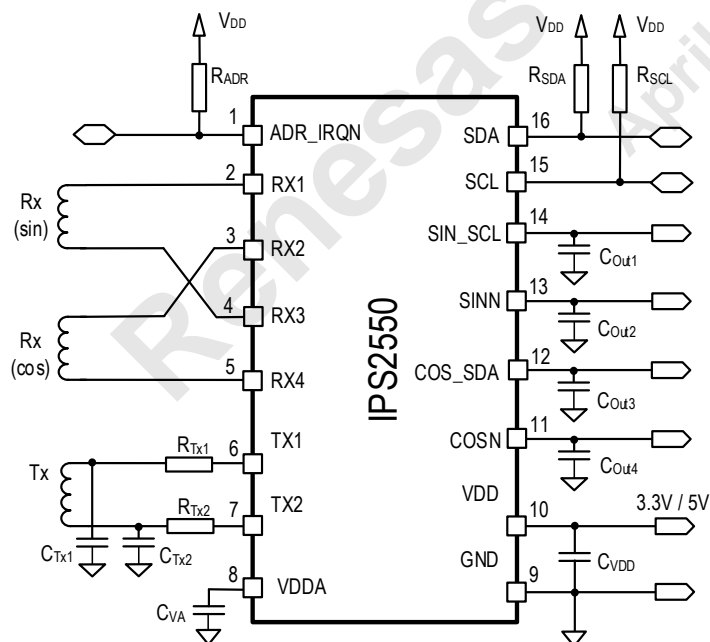 VDD
RADR
1
ADR_IRQN
2
RX1
Rx
(sin)
3
RX2
4
RX3
Rx
(cos)
5
RX4
TX1
RTx1
6
Tx
TX2
RTx2
7
CTx1
CTx2
8
VDDA
CVA
IPS2550
VDD
VDD
RSDA
RSCL
16
SDA
15
SCL
14
SIN_SCL
COut1
13
SINN
COut2
12
COS_SDA
COut3
11
COSN
COut4
VDD
10
3.3V / 5V
CVDD
GND
9
Renesas
April